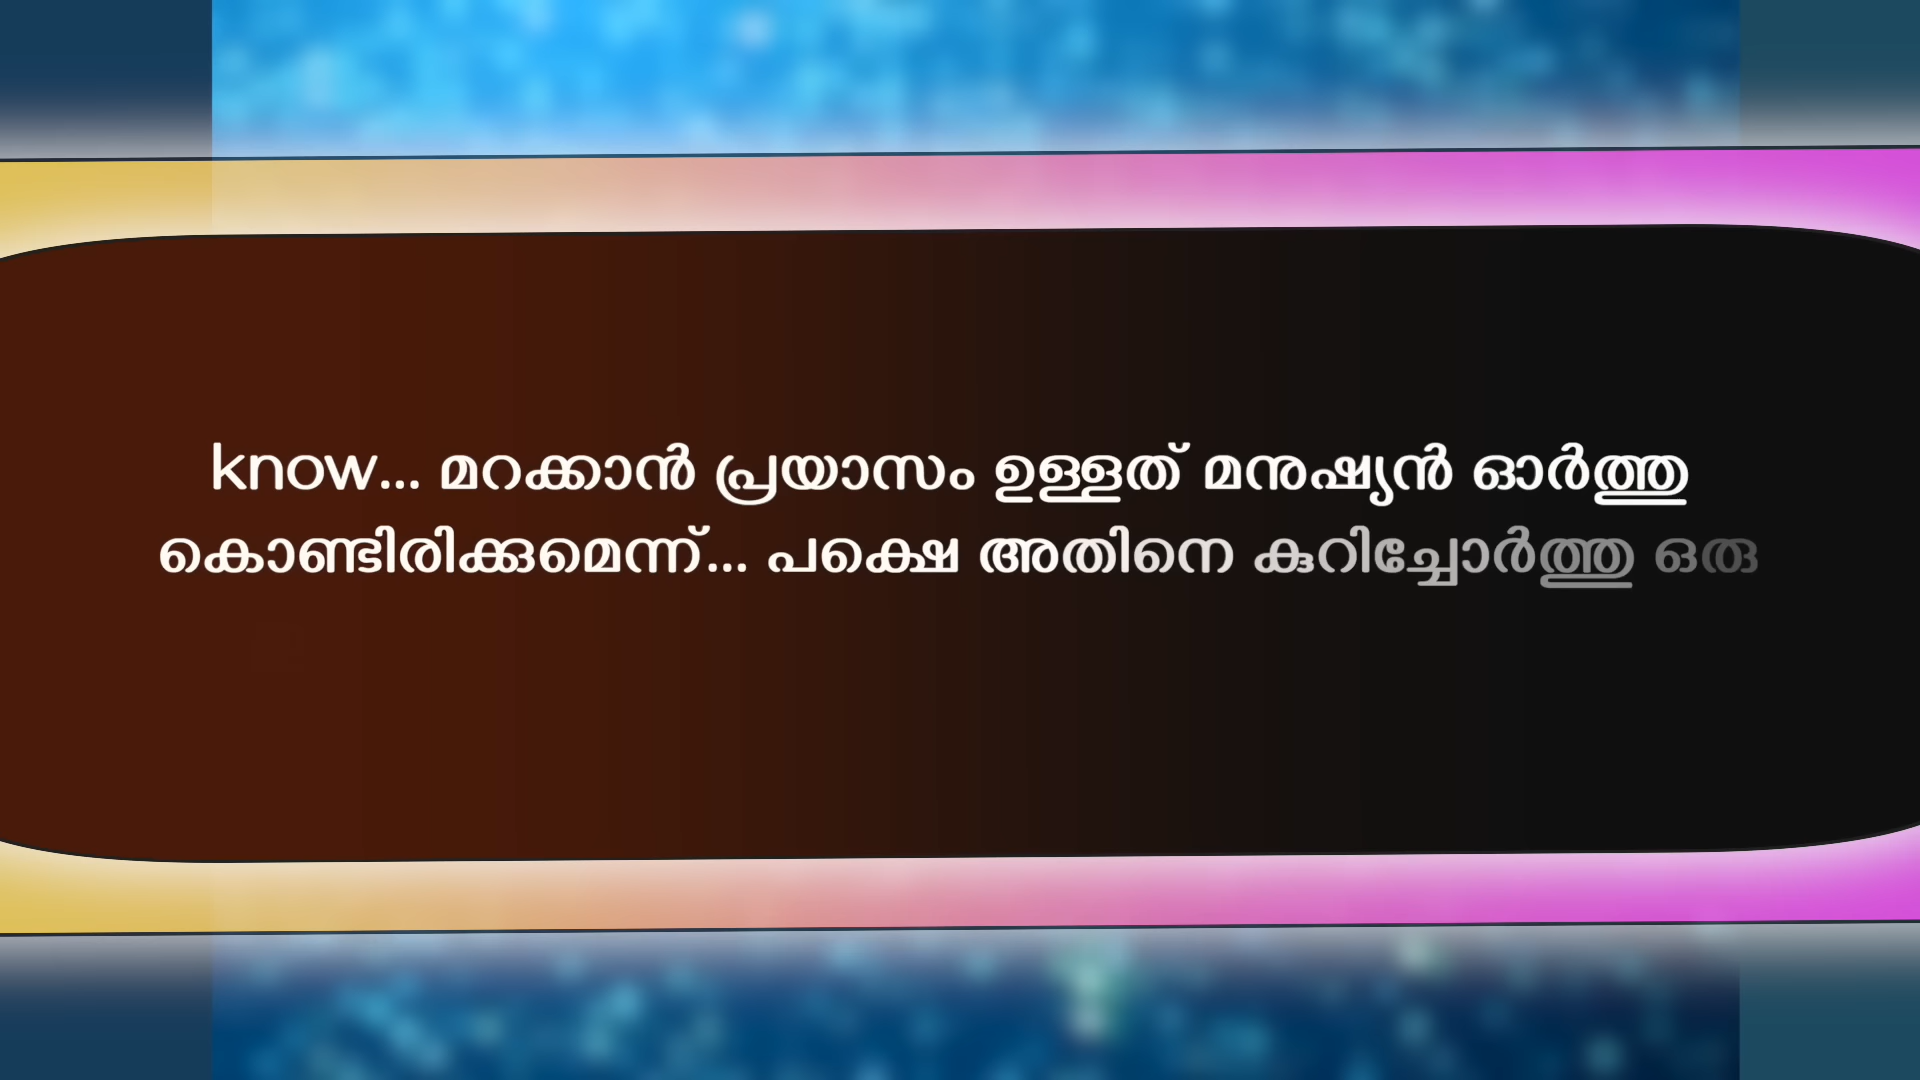 know... മറക്കാൻ പ്രയാസം ഉള്ളത് മനുഷ്യൻ ഓർത്തു
കൊണ്ടിരിക്കുമെന്ന്... പക്ഷെ അതിനെ കുറിച്ചോർത്തു ഒരു